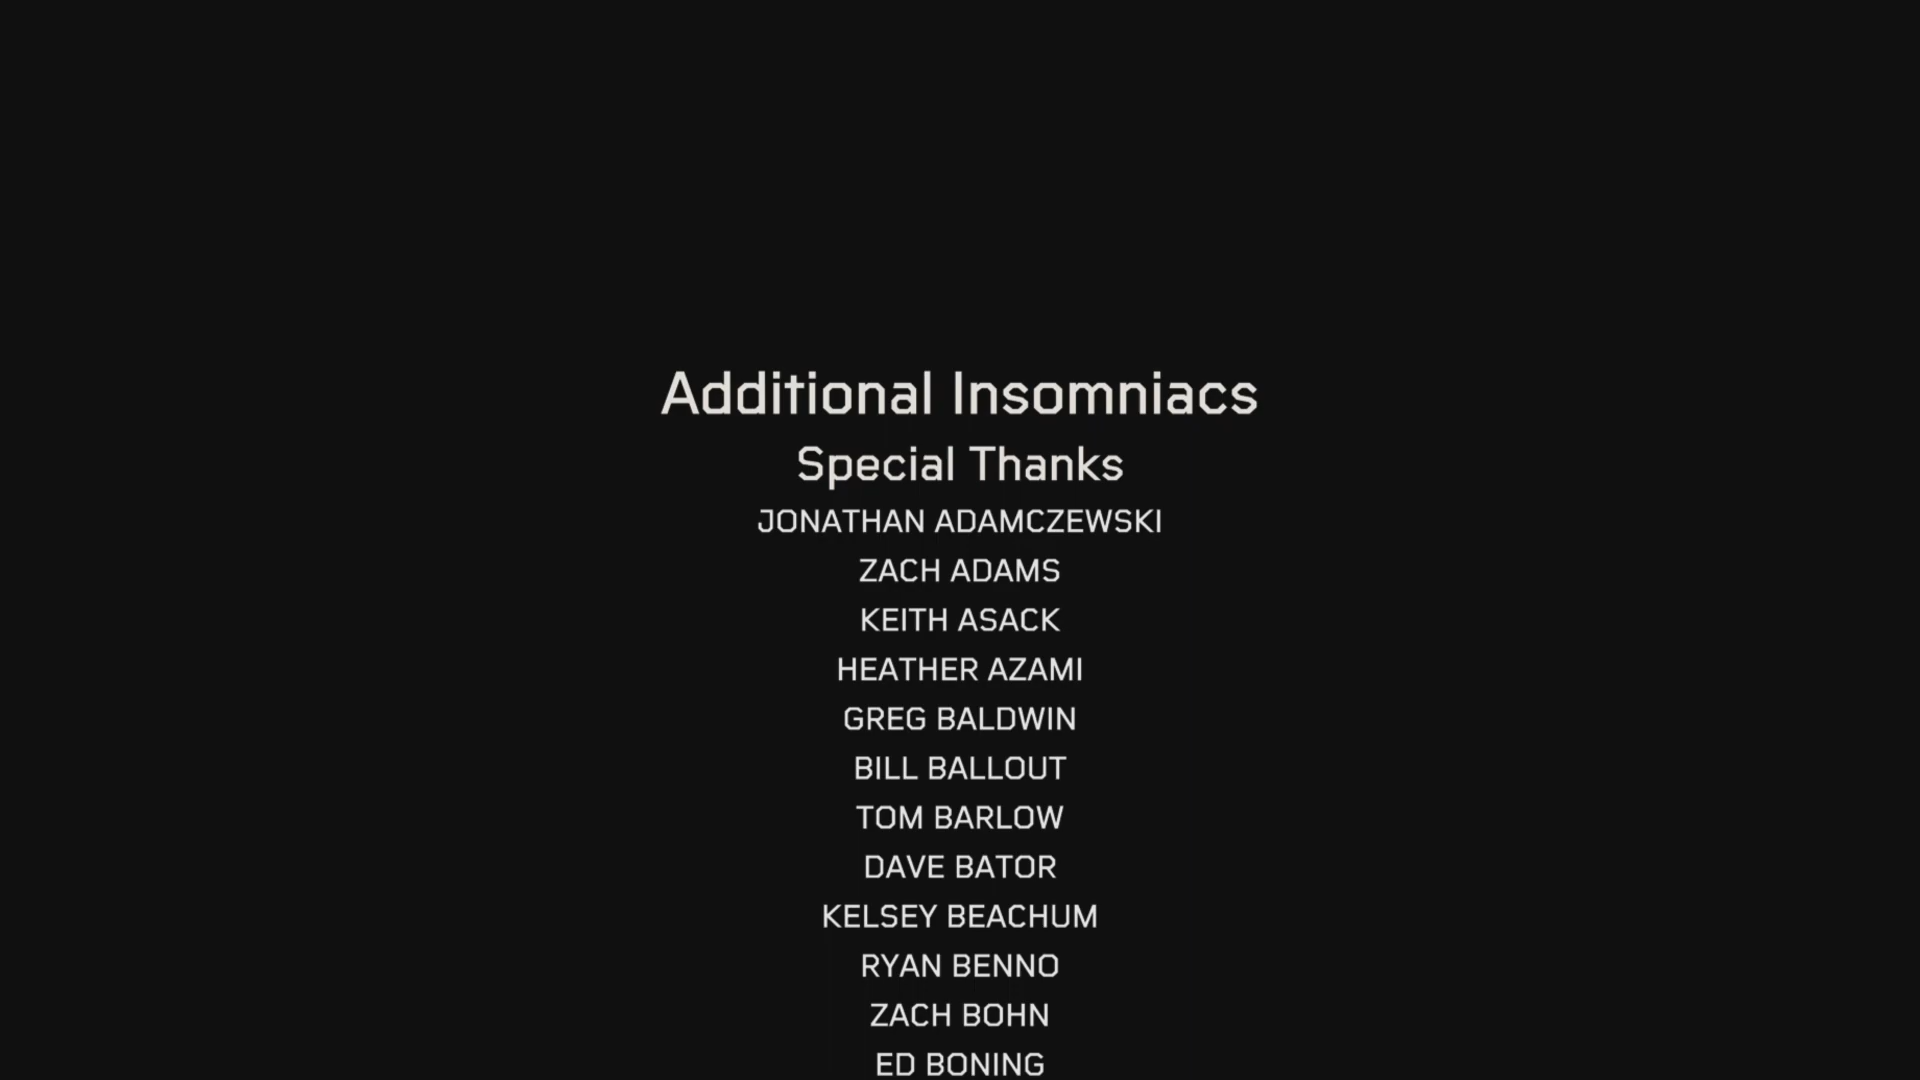 Additional Insomniacs
Special Thanks
JONATHAN ADAMCZEWSKI
ZACH ADAMS
KEITH ASACK
HEATHER AZAMI
GREG BALDWIN
BILL BALLOUT
TOM BARLOW
DAVE BATOR
KELSEY BEACHUM
RYAN BENNO
ZACH BOHN
ED BONING